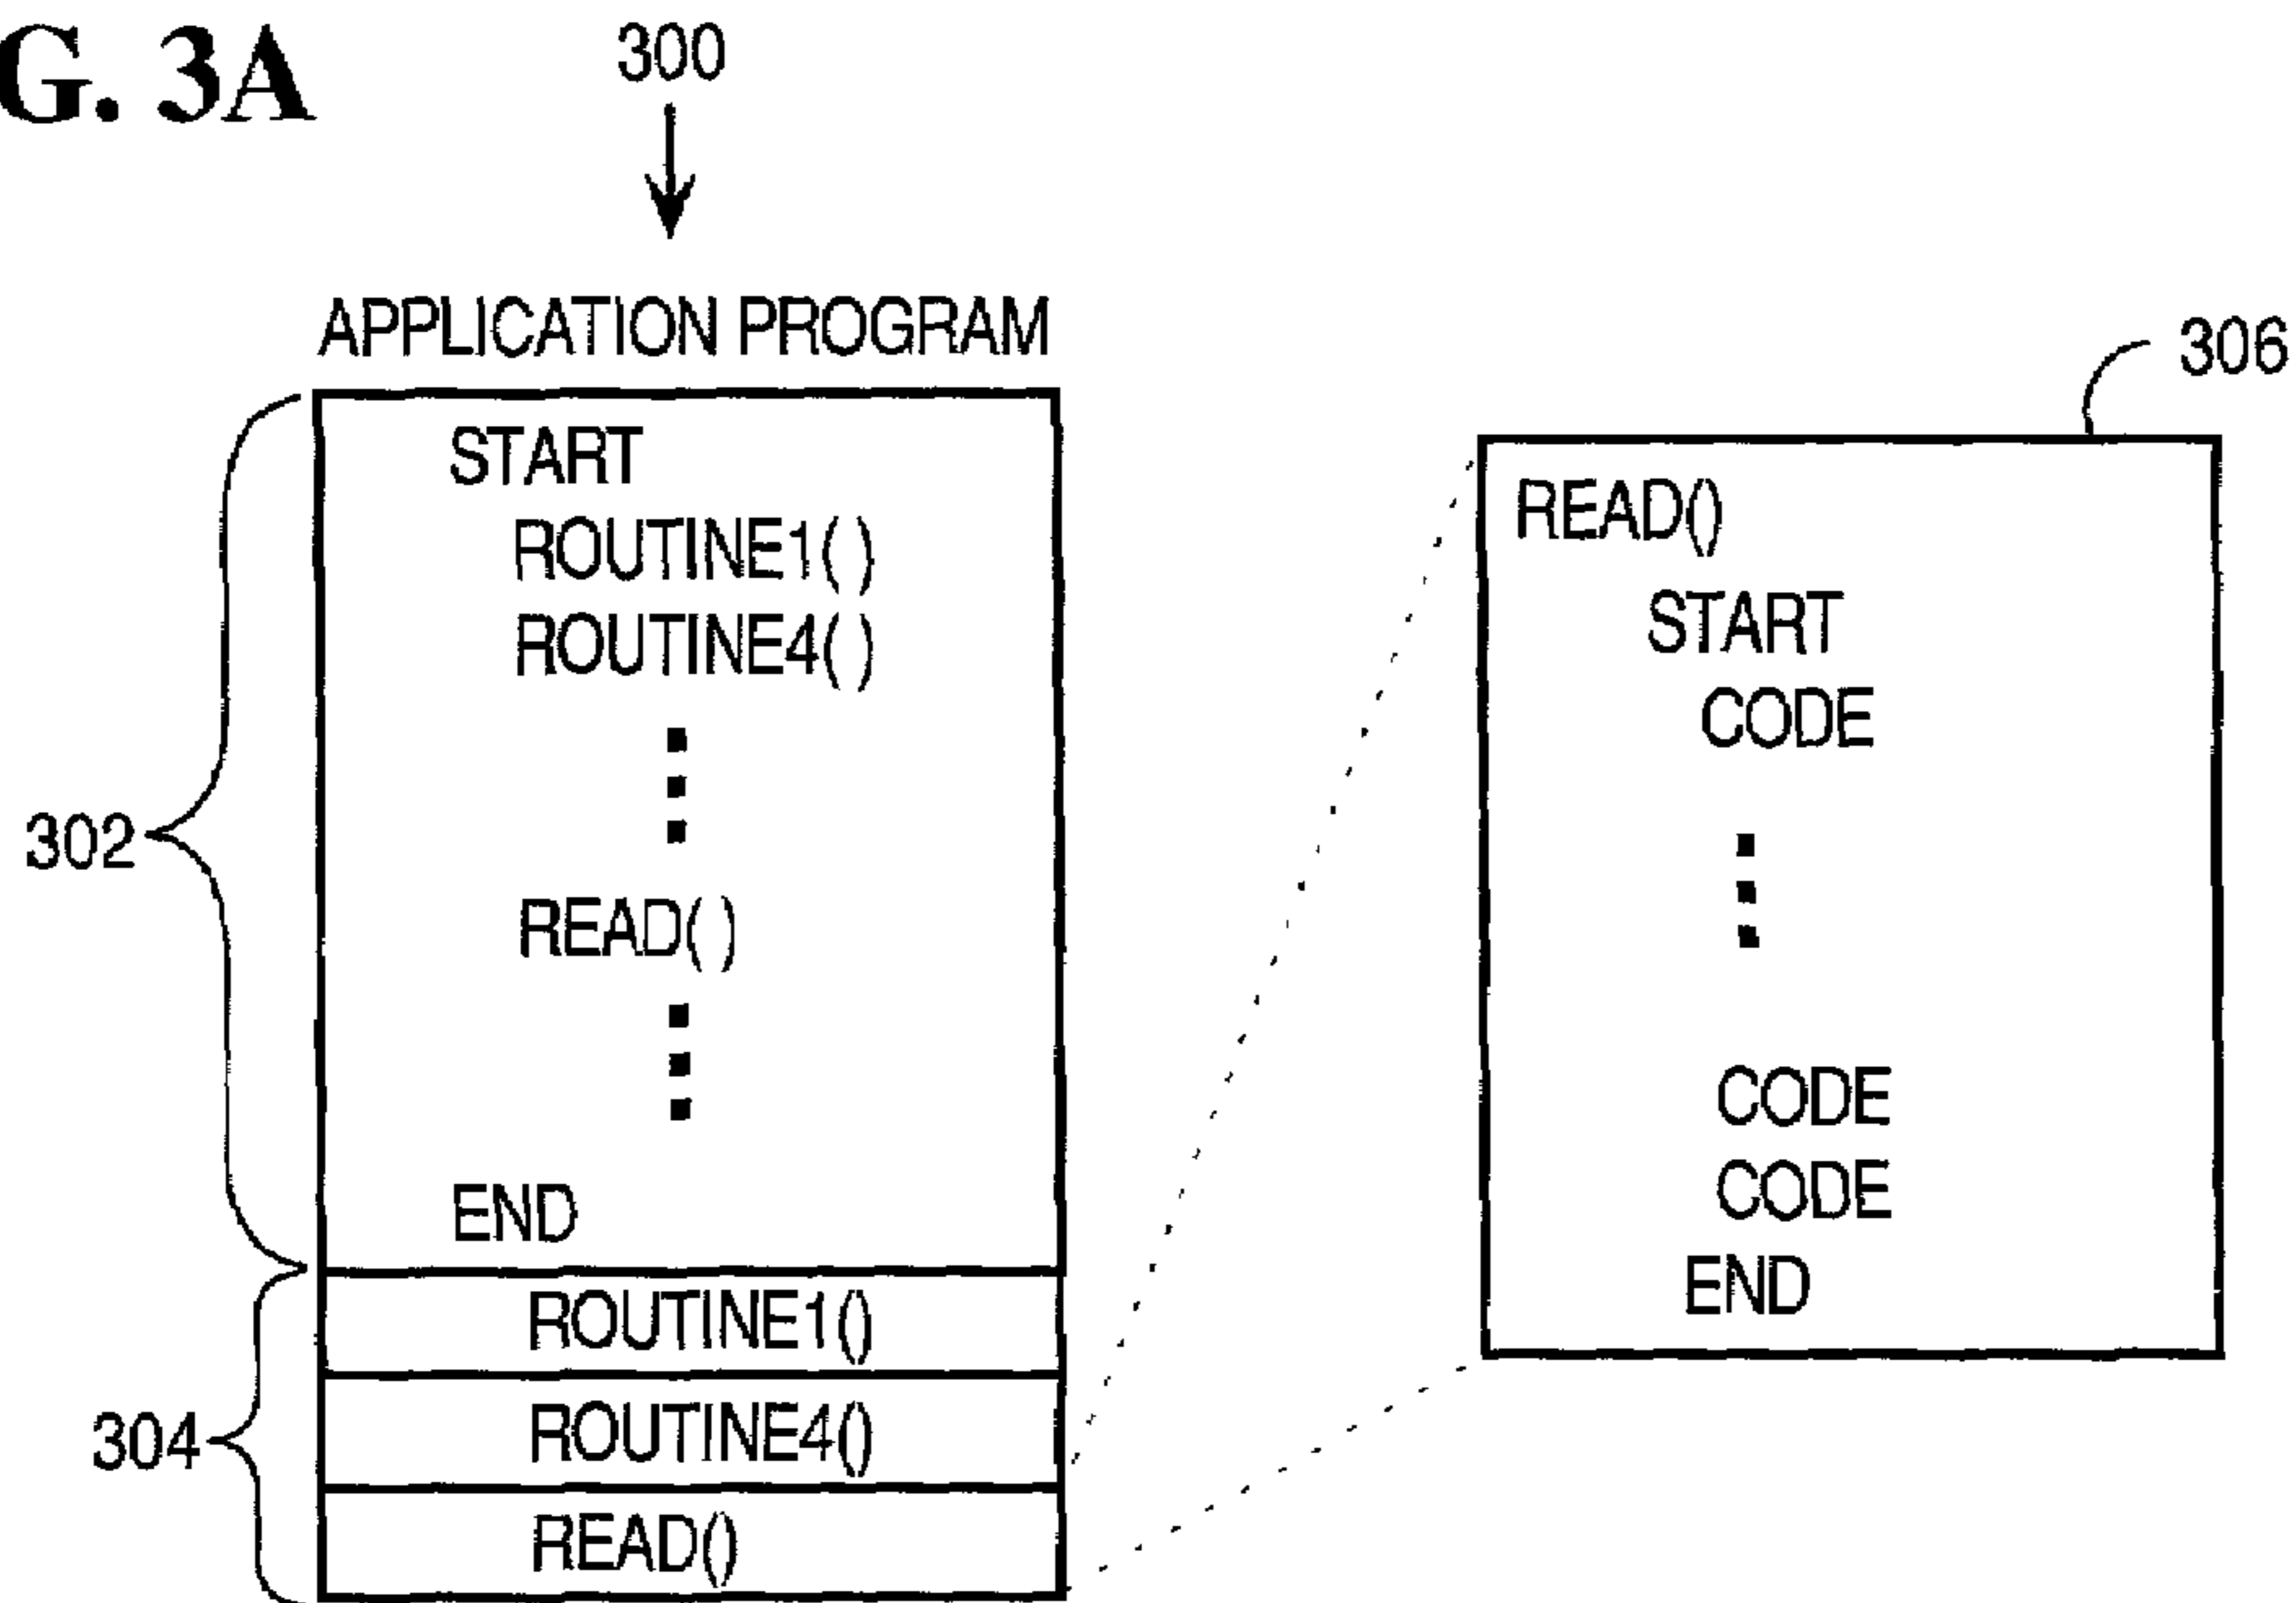 G. 3A
300
APPLICATION PROGRAM
START
ROUTINE1( )
ROUTINE4( )
READ( )
END
302
ROUTINE1()
ROUTINE4()
READ()
304
306
READ()
START
CODE
CODE
CODE
END